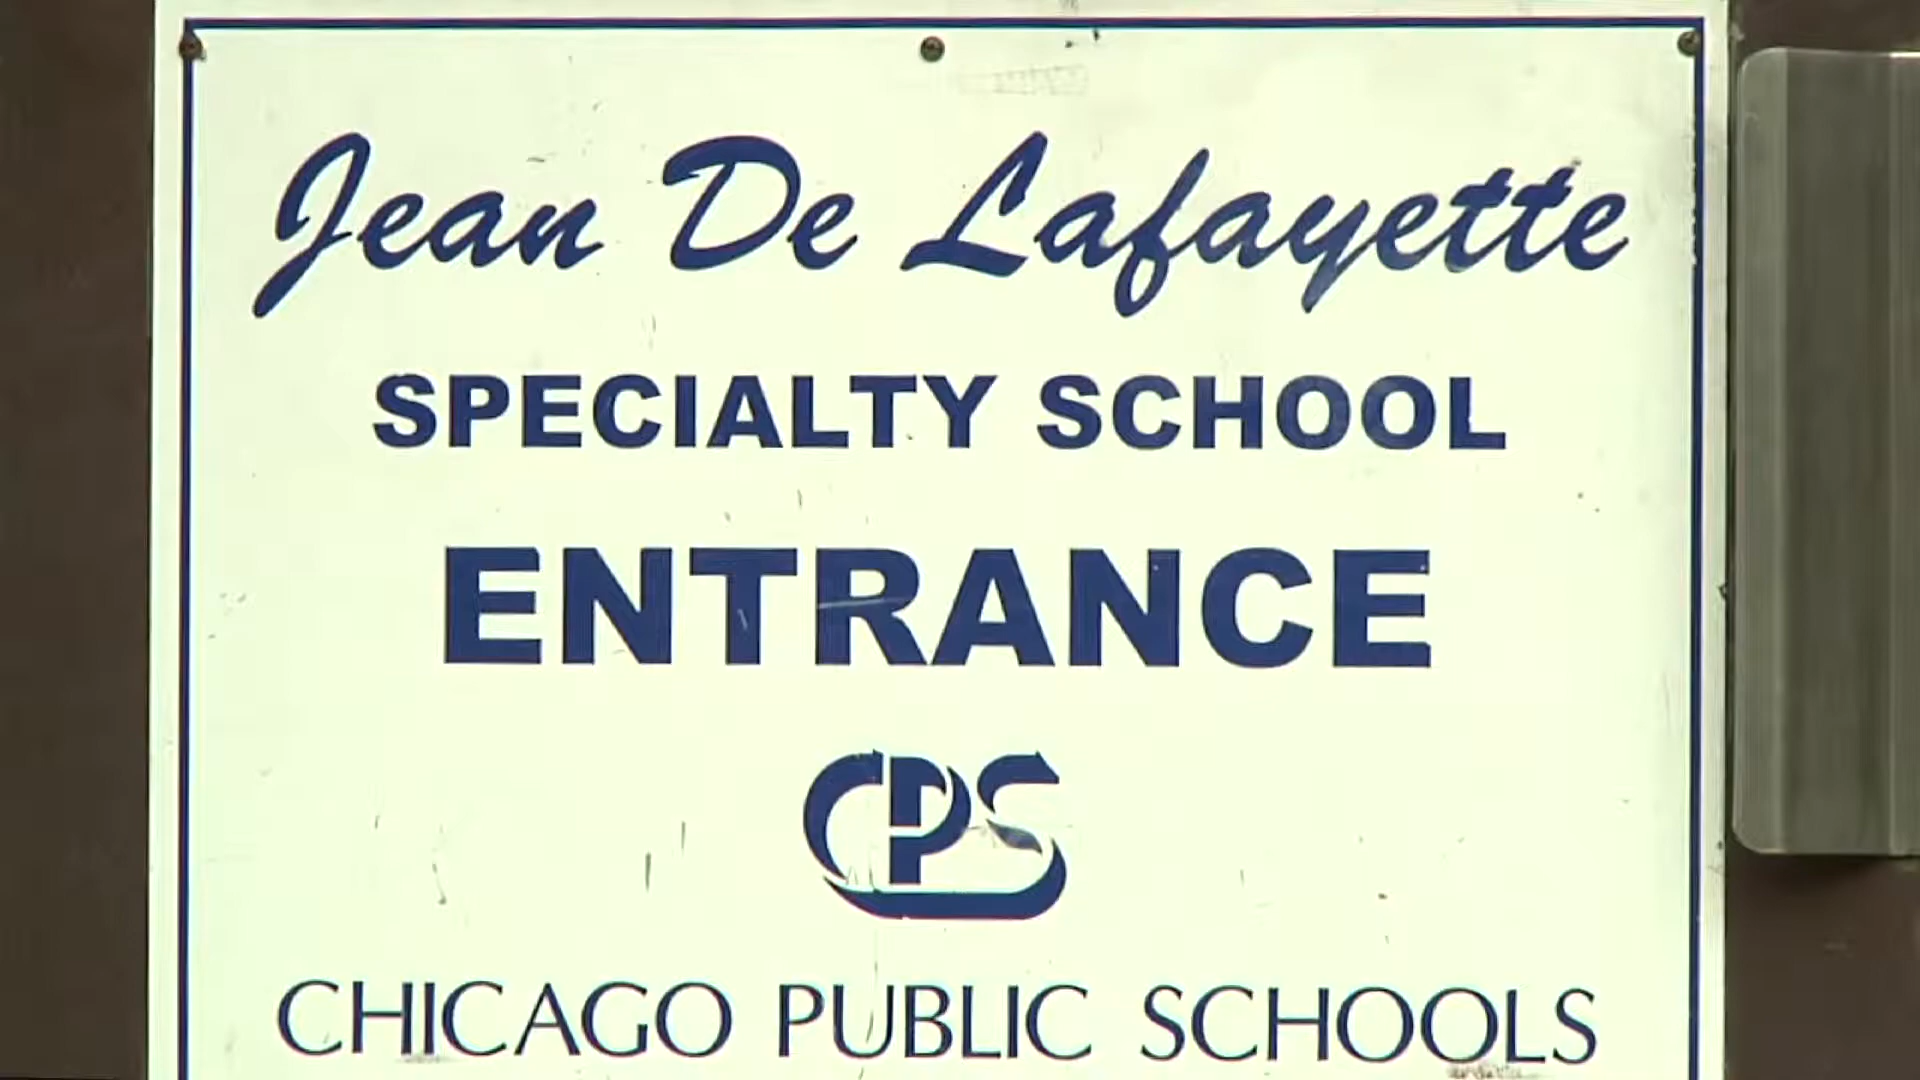 Jean De Lafayette
SPECIALTY SCHOOL
ENTRANCE
CPS
CHICAGO PUBLIC SCHOOLS